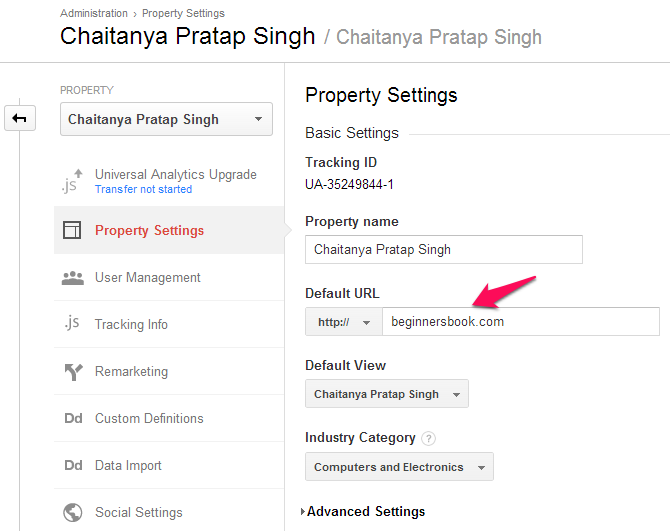 Administration › Property Settings
Chaitanya Pratap Singh / Chaitanya Pratap Singh
PROPERTY
Chaitanya Pratap Singh
.js Universal Analytics Upgrade
Transfer not started
Property Settings
User Management
.js Tracking Info
Remarketing
Dd Custom Definitions
Dd Data Import
Social Settings
Property Settings
Basic Settings
Tracking ID
UA-35249844-1
Property name
Chaitanya Pratap Singh
Default URL
http:// beginnersbook.com
Default View
Chaitanya Pratap Singh
Industry Category ?
Computers and Electronics
Advanced Settings